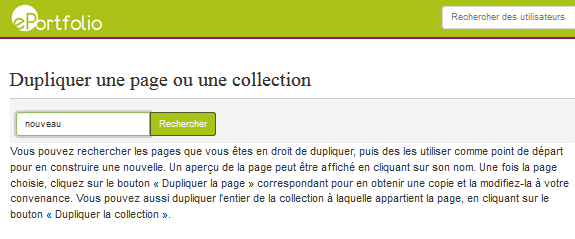 ePortfolio
Rechercher des utilisateurs
Dupliquer une page ou une collection
nouveau
Rechercher
Vous pouvez rechercher les pages que vous êtes en droit de dupliquer, puis des les utiliser comme point de départ
pour en construire une nouvelle. Un aperçu de la page peut être affiché en cliquant sur son nom. Une fois la page
choisie, cliquez sur le bouton « Dupliquer la page » correspondant pour en obtenir une copie et la modifiez-la à votre
convenance. Vous pouvez aussi dupliquer l'entier de la collection à laquelle appartient la page, en cliquant sur le
bouton « Dupliquer la collection ».